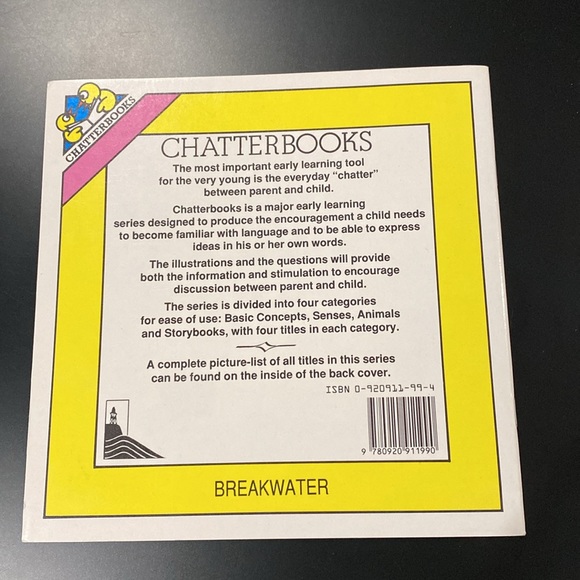 CHATTERBOOKS
CHATTERBOOKS
The most important early learning tool
for the very young is the everyday "chatter"
between parent and child.
Chatterbooks is a major early learning
series designed to produce the encouragement a child needs
to become familiar with language and to be able to express
ideas in his or her own words.
The illustrations and the questions will provide
both the information and stimulation to encourage
discussion between parent and child.
The series is divided into four categories
for ease of use: Basic Concepts, Senses, Animals
and Storybooks, with four titles in each category.
A complete picture-list of all titles in this series
can be found on the inside of the back cover.
ISBN 0-920911-99-4
9 780920 911990
BREAKWATER